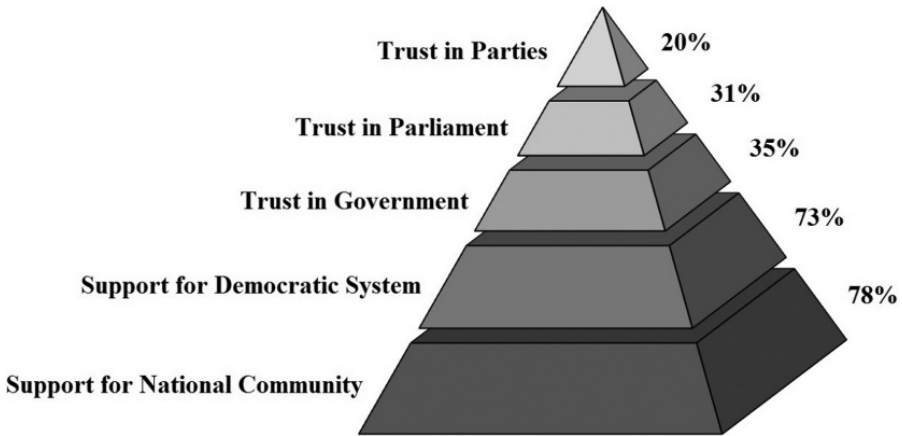 Trust in Parties
20%
Trust in Parliament
31%
Trust in Government
35%
Support for Democratic System
73%
Support for National Community
78%